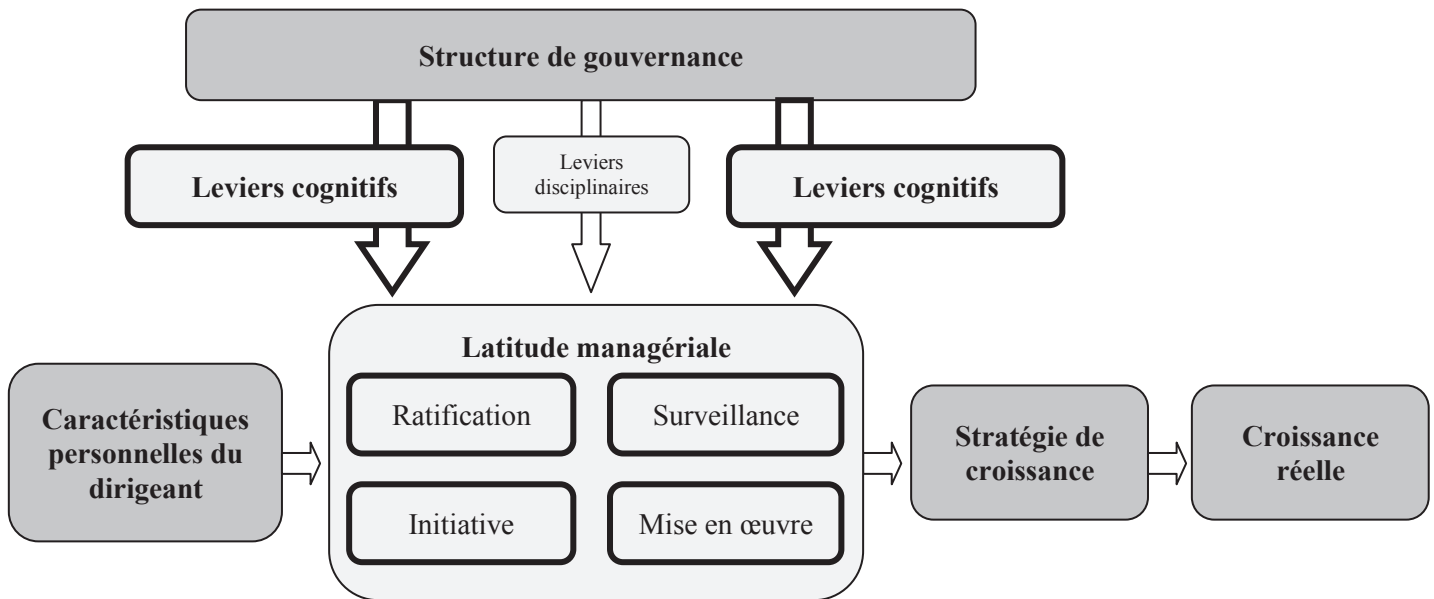 Structure de gouvernance
Leviers cognitifs
Leviers
disciplinaires
Leviers cognitifs
Latitude managériale
Ratification
Surveillance
Initiative
Mise en œuvre
Caractéristiques
personnelles du
dirigeant
Stratégie de
croissance
Croissance
réelle